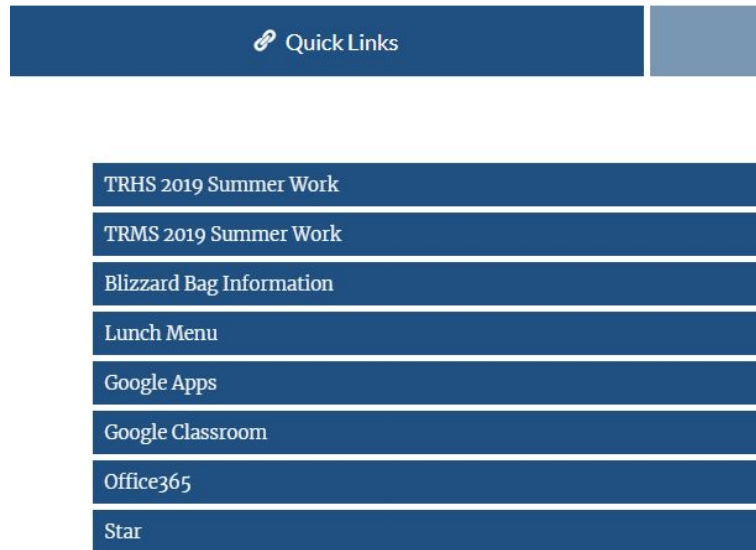 Quick Links
TRHS 2019 Summer Work
TRMS 2019 Summer Work
Blizzard Bag Information
Lunch Menu
Google Apps
Google Classroom
Office365
Star